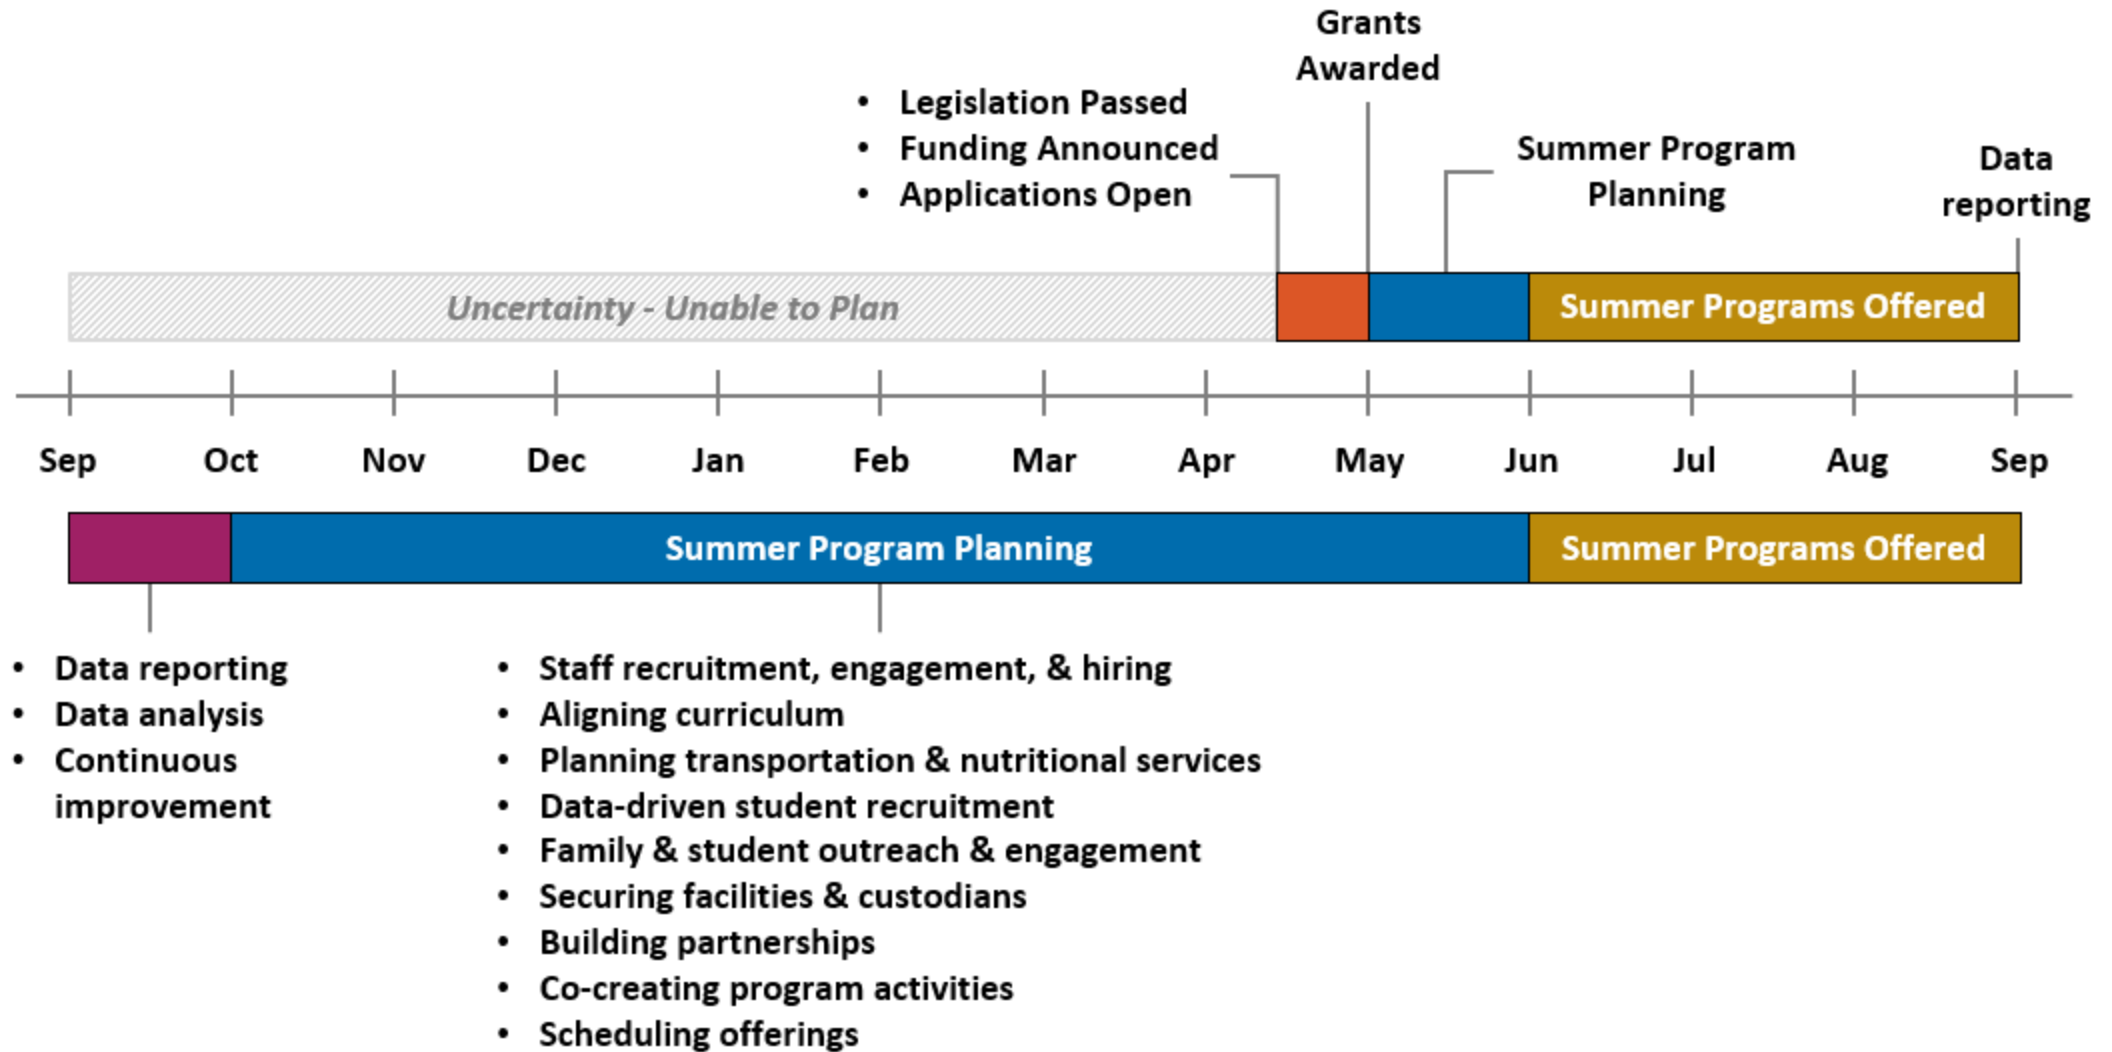 Grants
Awarded
• Legislation Passed
• Funding Announced
• Applications Open
Summer Program
Planning
Data
reporting
Uncertainty - Unable to Plan
Summer Programs Offered
Sep Oct Nov Dec Jan Feb Mar Apr May Jun Jul Aug Sep
Summer Program Planning
Summer Programs Offered
• Data reporting
• Data analysis
• Continuous
improvement
• Staff recruitment, engagement, & hiring
• Aligning curriculum
• Planning transportation & nutritional services
• Data-driven student recruitment
• Family & student outreach & engagement
• Securing facilities & custodians
• Building partnerships
• Co-creating program activities
• Scheduling offerings